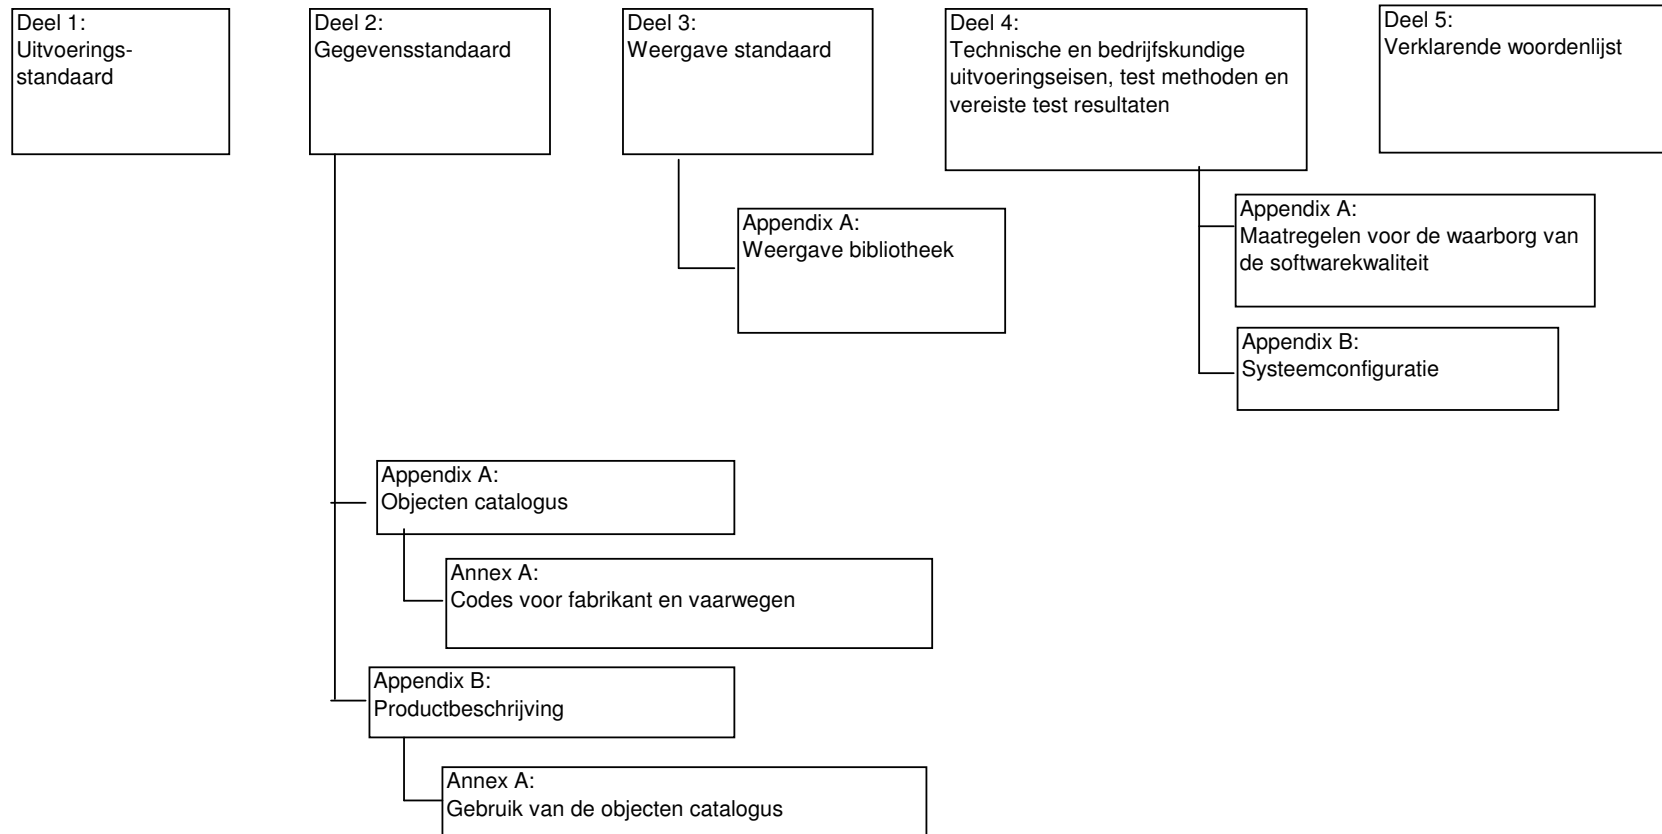 Deel 1:
Uitvoerings-
standaard
Deel 2:
Gegevensstandaard
Deel 3:
Weergave standaard
Deel 4:
Technische en bedrijfskundige
uitvoeringseisen, test methoden en
vereiste test resultaten
Deel 5:
Verklarende woordenlijst
Appendix A:
Weergave bibliotheek
Appendix A:
Maatregelen voor de waarborg van
de softwarekwaliteit
Appendix B:
Systeemconfiguratie
Appendix A:
Objecten catalogus
Annex A:
Codes voor fabrikant en vaarwegen
Appendix B:
Productbeschrijving
Annex A:
Gebruik van de objecten catalogus